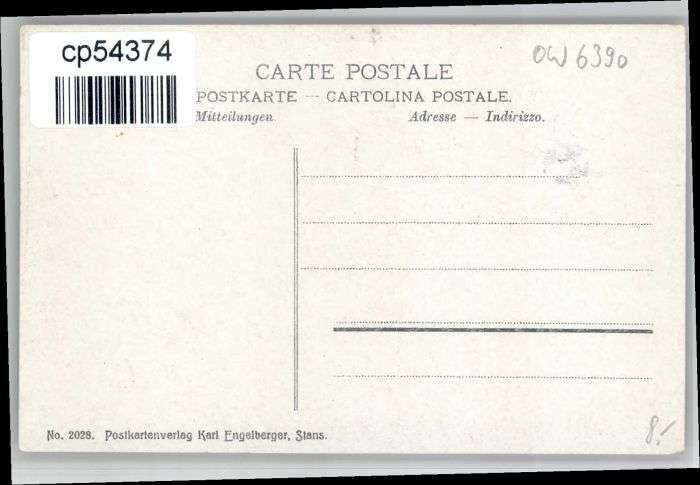 cp54374
OW 6390
CARTE POSTALE
POSTKARTE — CARTOLINA POSTALE.
Mitteilungen
Adresse — Indirizzo.
No. 2028. Postkartenverlag Karl Engelberger, Stans.
8.-